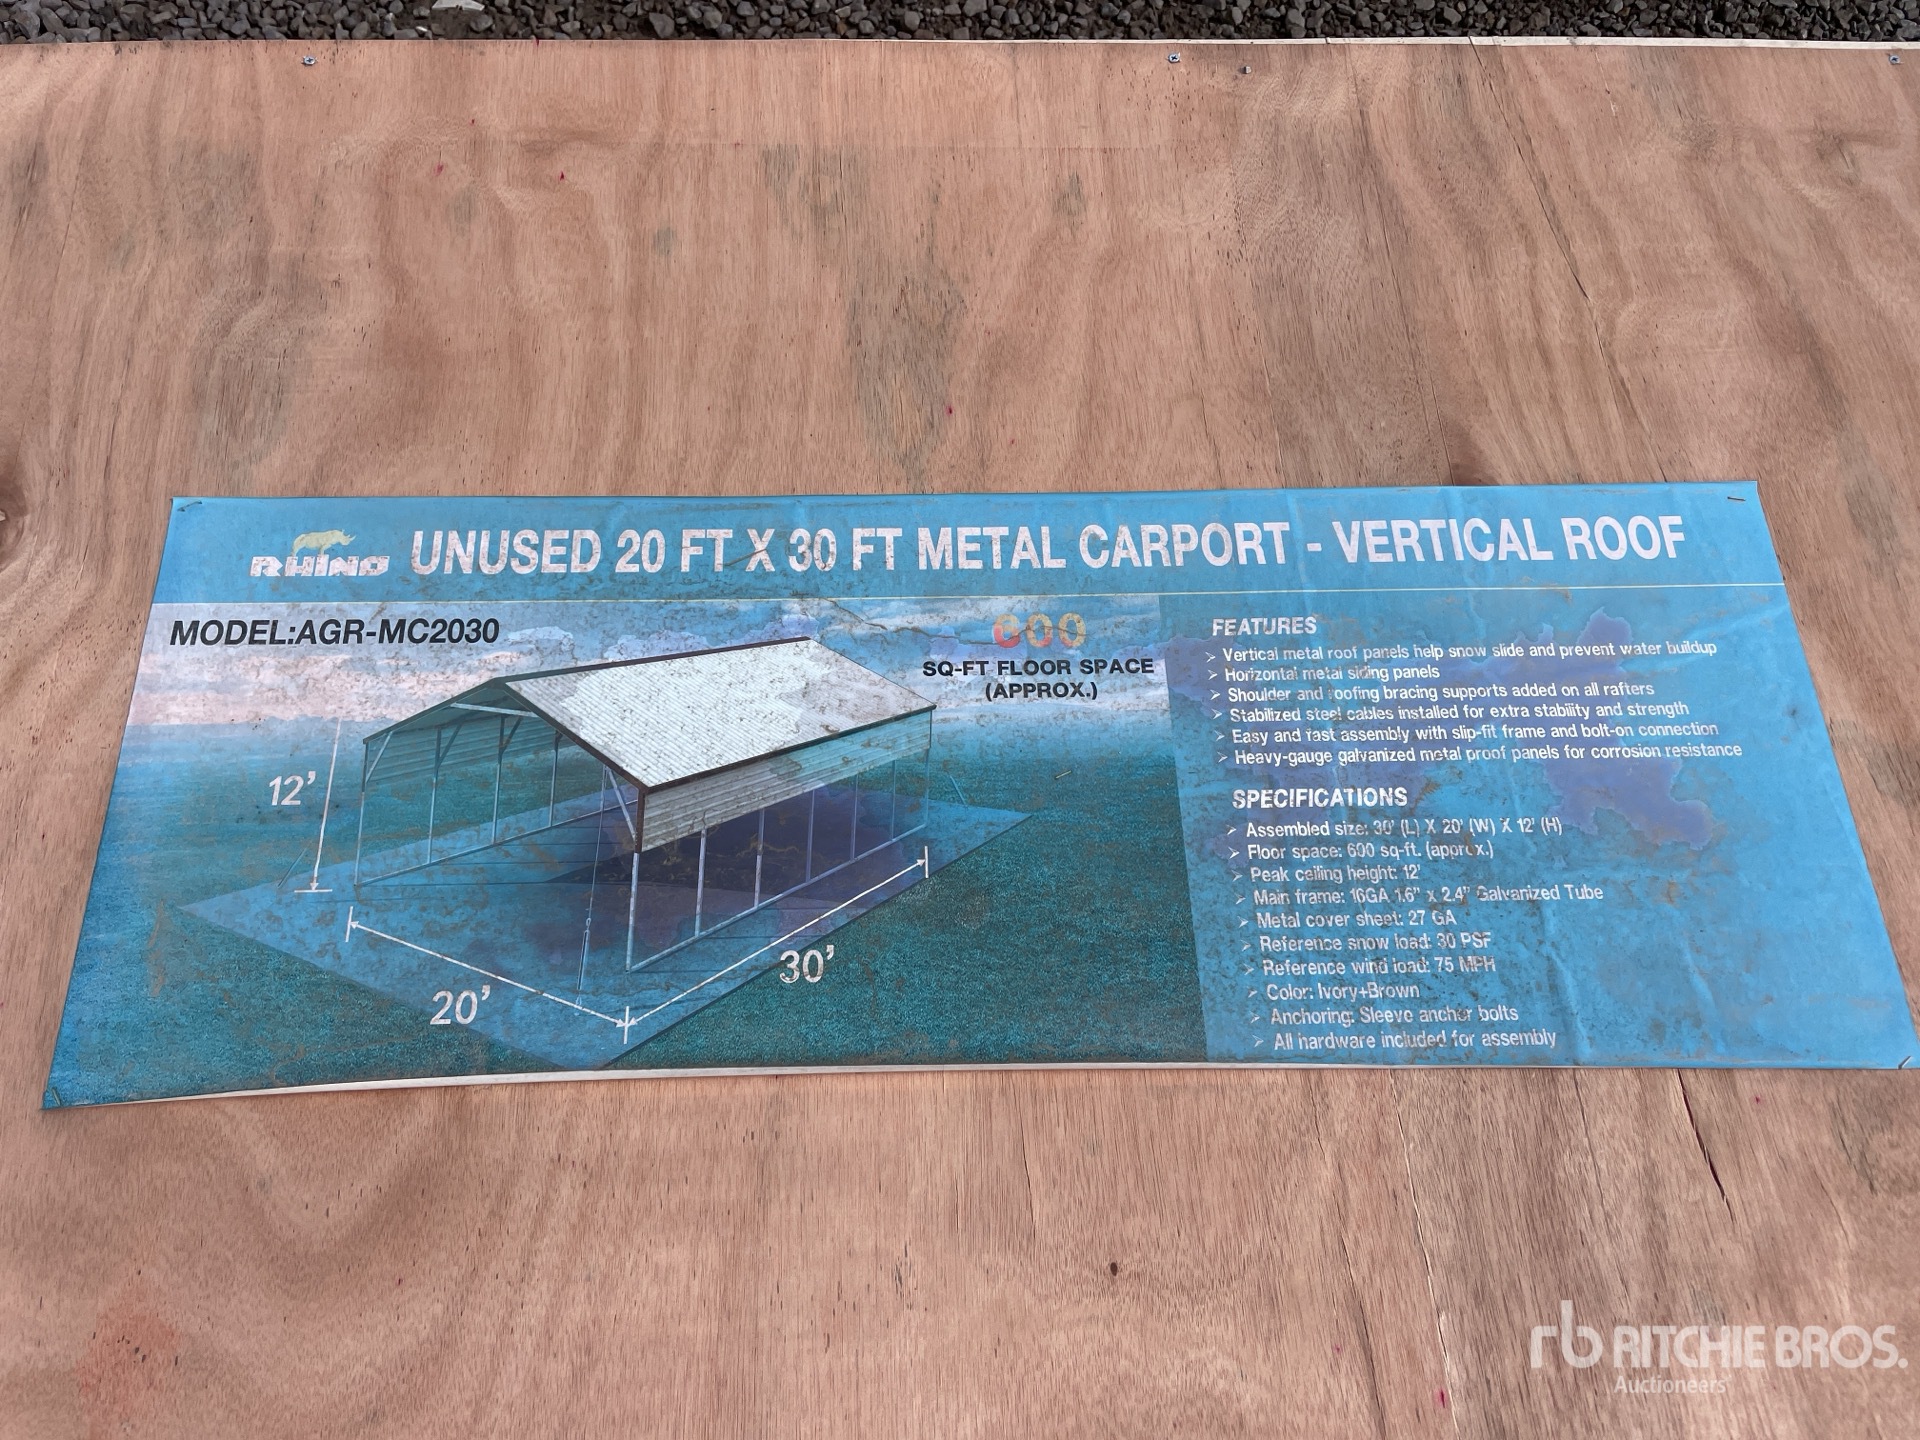 RHINO UNUSED 20 FT X 30 FT METAL CARPORT - VERTICAL ROOF
MODEL:AGR-MC2030
600
SQ-FT FLOOR SPACE
(APPROX.)
12'
20'
30'
FEATURES
➢ Vertical metal roof panels help snow slide and prevent water buildup
➢ Horizontal metal siding panels
➢ Shoulder and roofing bracing supports added on all rafters
➢ Stabilized steel cables installed for extra stability and strength
➢ Easy and fast assembly with slip-fit frame and bolt-on connection
➢ Heavy-gauge galvanized metal proof panels for corrosion resistance
SPECIFICATIONS
➢ Assembled size: 30' (L) X 20' (W) X 12' (H)
➢ Floor space: 600 sq-ft. (approx.)
➢ Peak ceiling height: 12'
➢ Main frame: 16GA 1.6" x 2.4" Galvanized Tube
➢ Metal cover sheet: 27 GA
➢ Reference snow load: 30 PSF
➢ Reference wind load: 75 MPH
➢ Color: Ivory+Brown
➢ Anchoring: Sleeve anchor bolts
➢ All hardware included for assembly
rb RITCHIE BROS.
Auctioneers